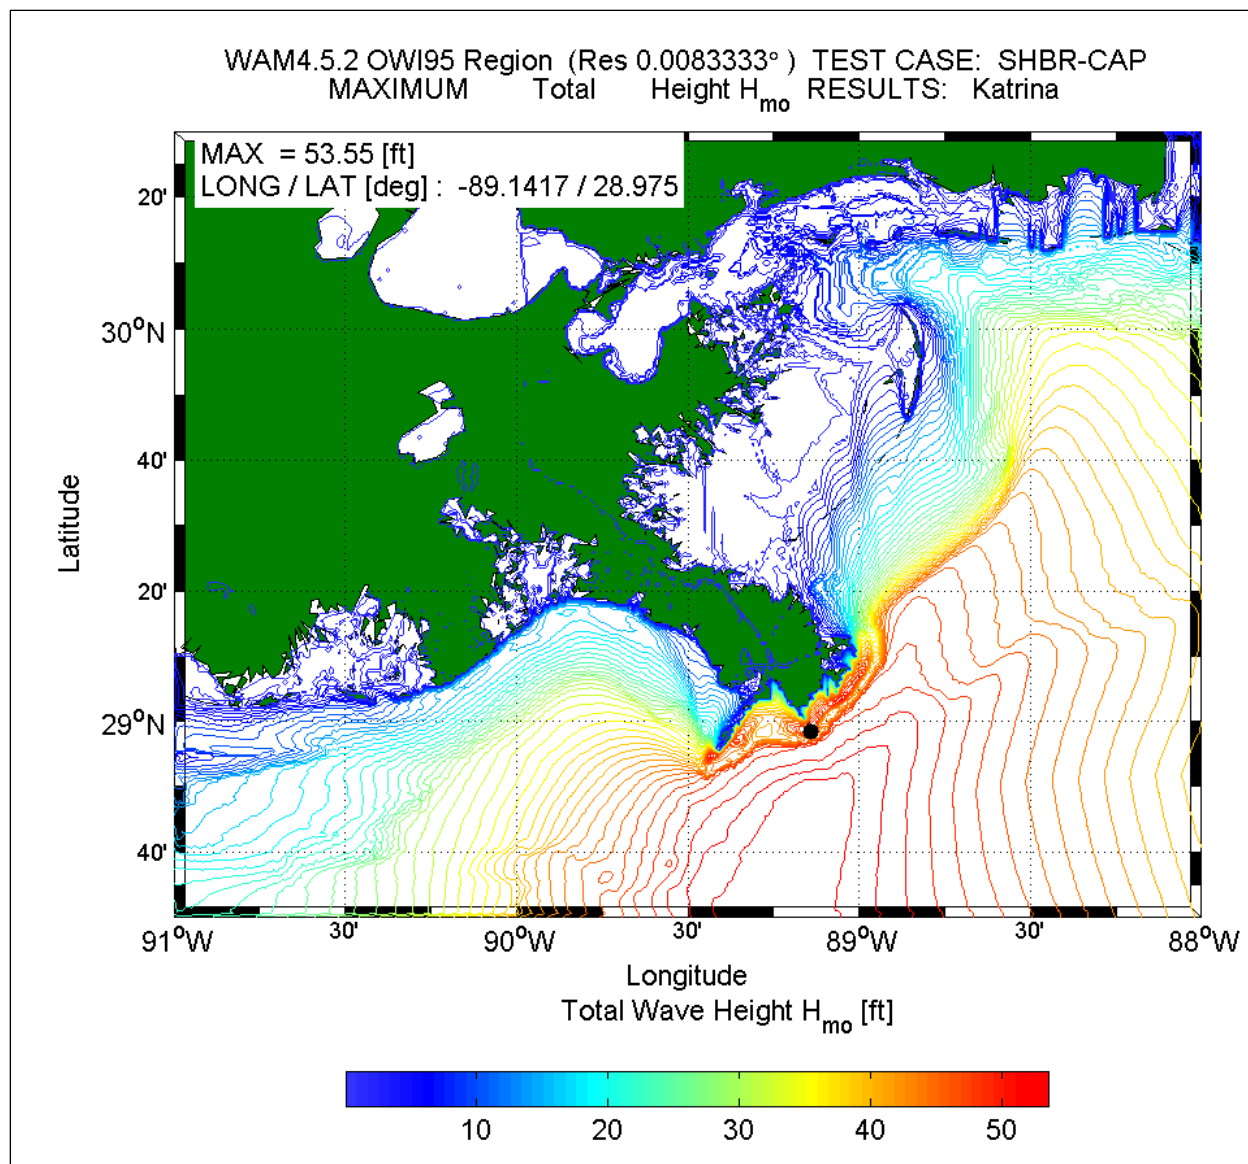 WAM4.5.2 OWI95 Region (Res 0.0083333° ) TEST CASE: SHBR-CAP
MAXIMUM Total Height Hmo RESULTS: Katrina
MAX = 53.55 [ft]
LONG / LAT [deg] : -89.1417 / 28.975
20'
30°N
40'
20'
29°N
40'
Latitude
91°W 30' 90°W 30' 89°W 30' 88°W
Longitude
Total Wave Height Hmo [ft]
10 20 30 40 50